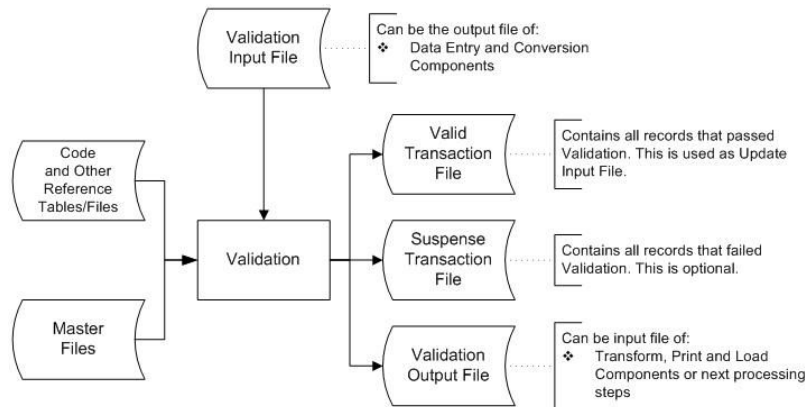 Validation
Input File
Can be the output file of:
❖ Data Entry and Conversion
Components
Code
and Other
Reference
Tables/Files
Master
Files
Validation
Valid
Transaction
File
Contains all records that passed
Validation. This is used as Update
Input File.
Suspense
Transaction
File
Contains all records that failed
Validation. This is optional.
Validation
Output File
Can be input file of:
❖ Transform, Print and Load
Components or next processing
steps